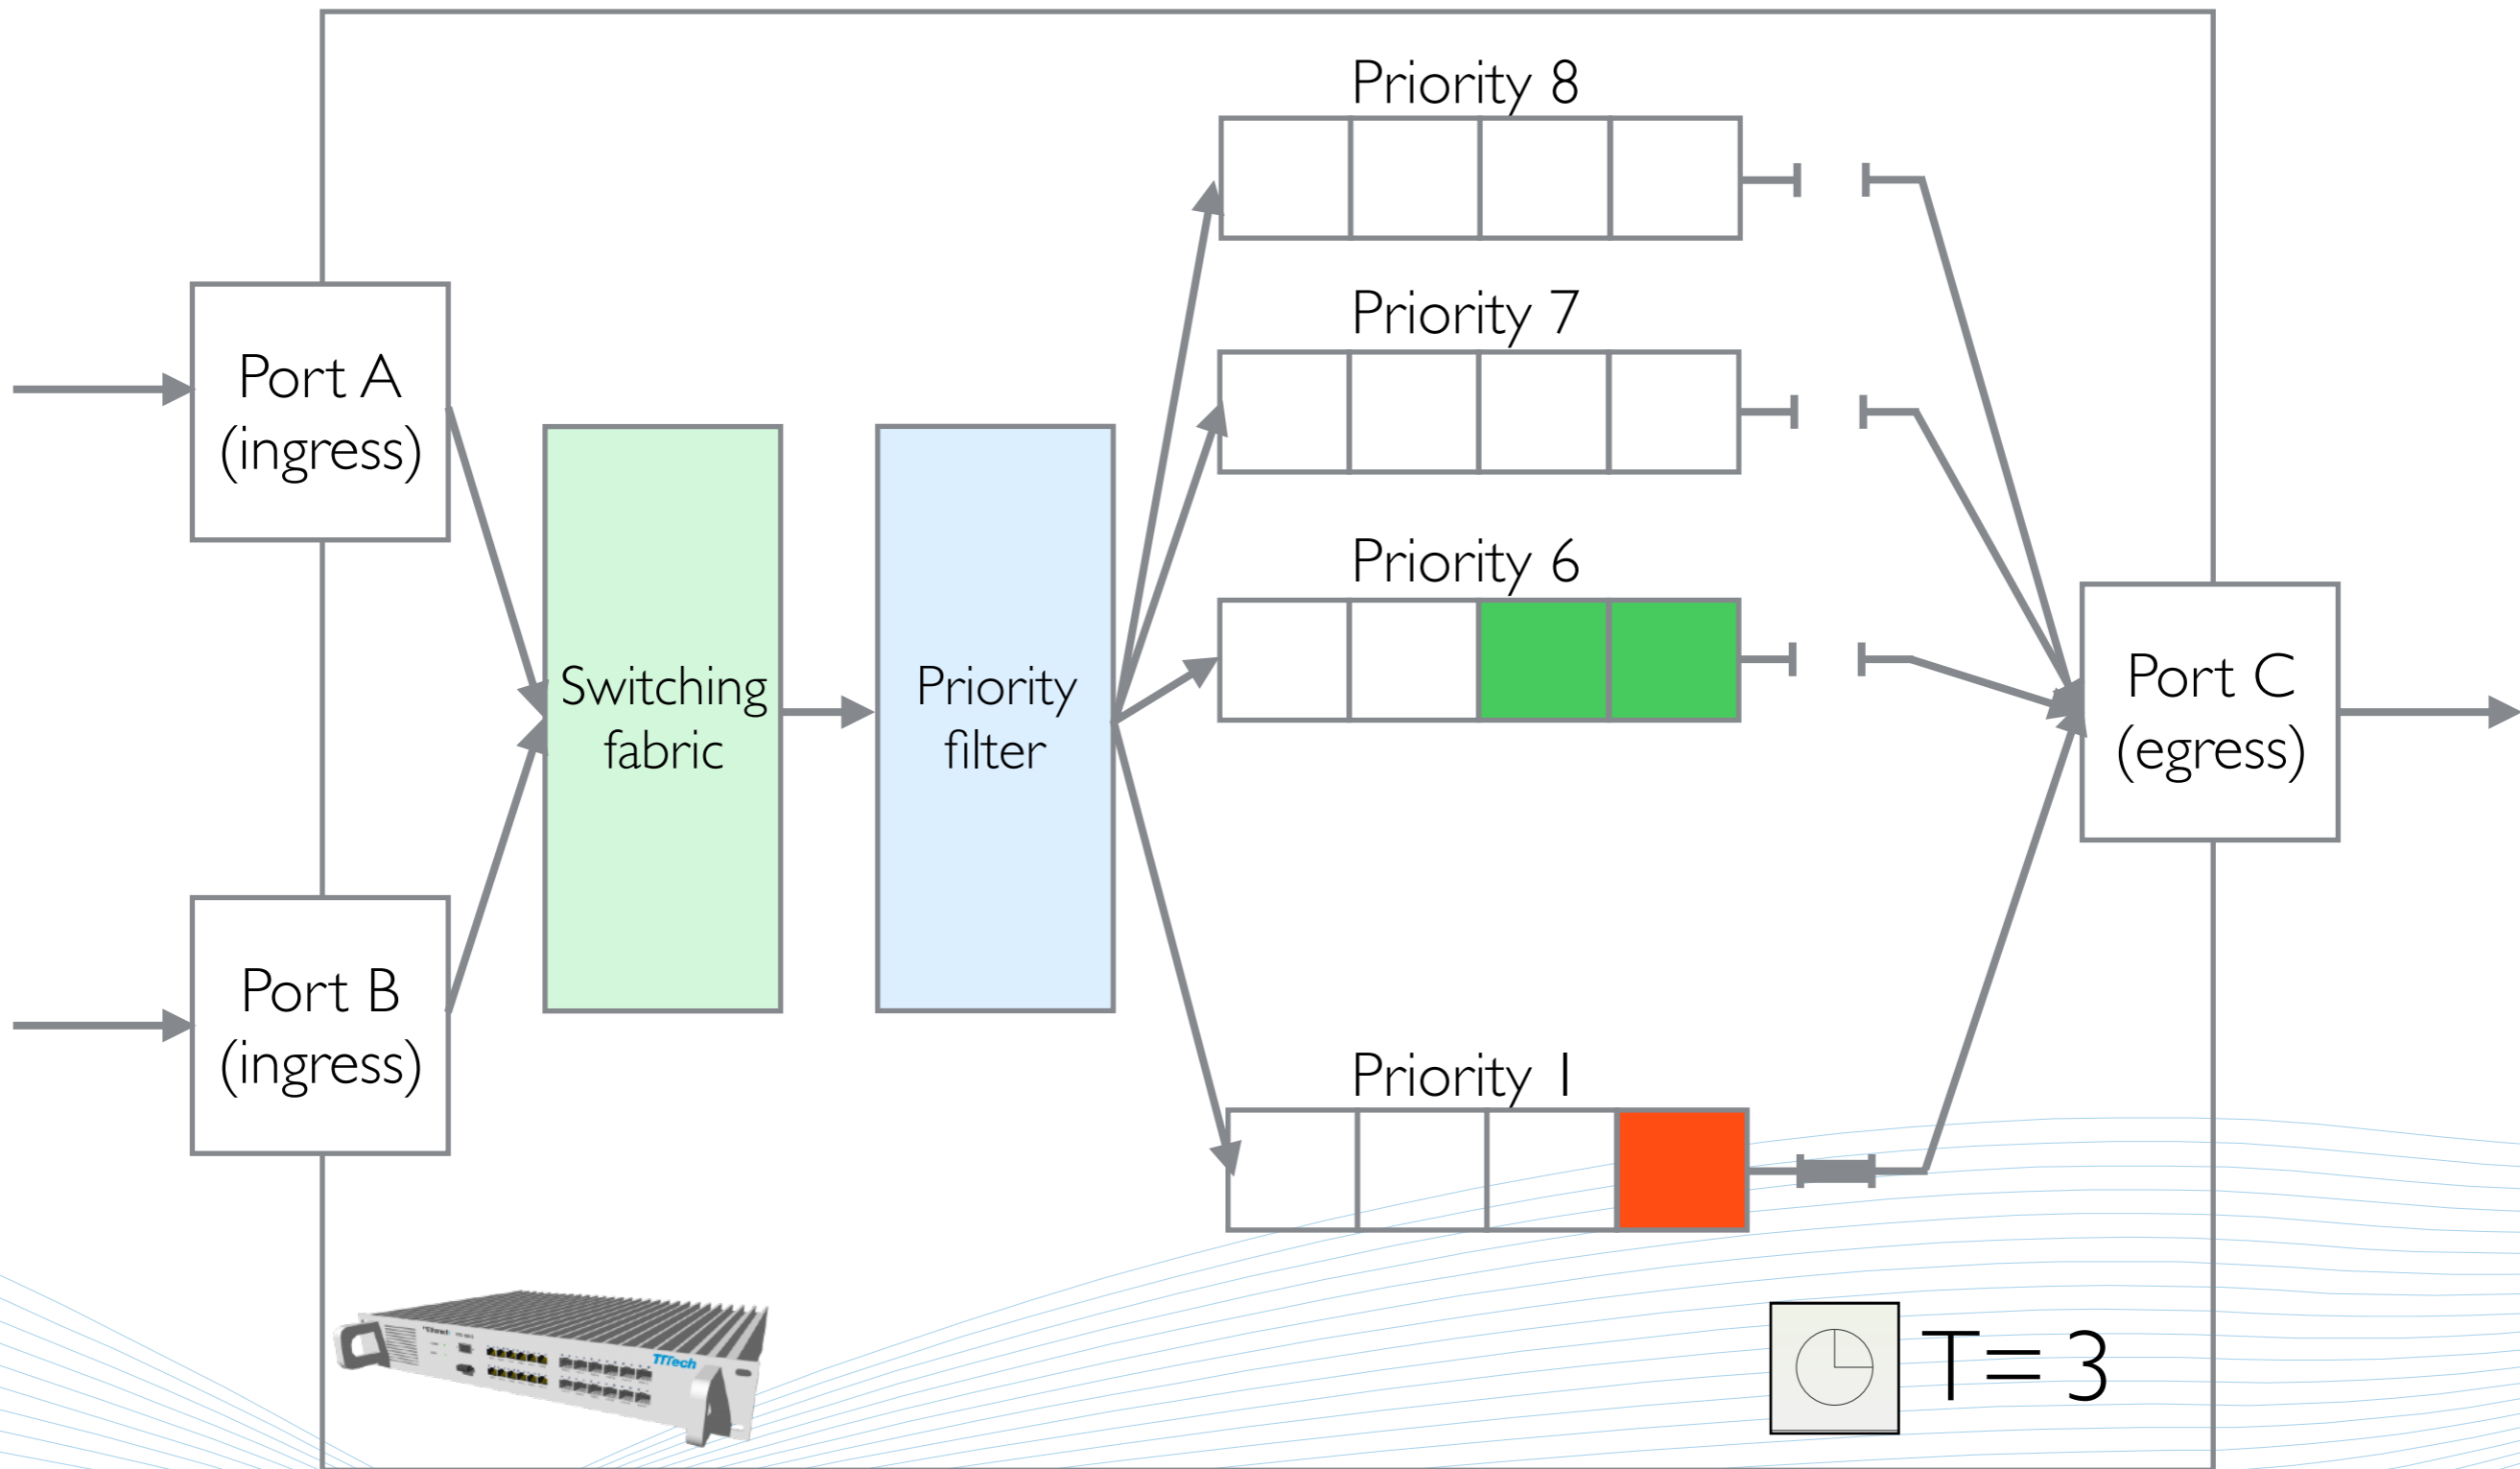 Priority 8
Priority 7
Port A
(ingress)
Priority 6
Switching
fabric
Priority
filter
Port C
(egress)
Port B
(ingress)
Priority 1
TTTech
T= 3